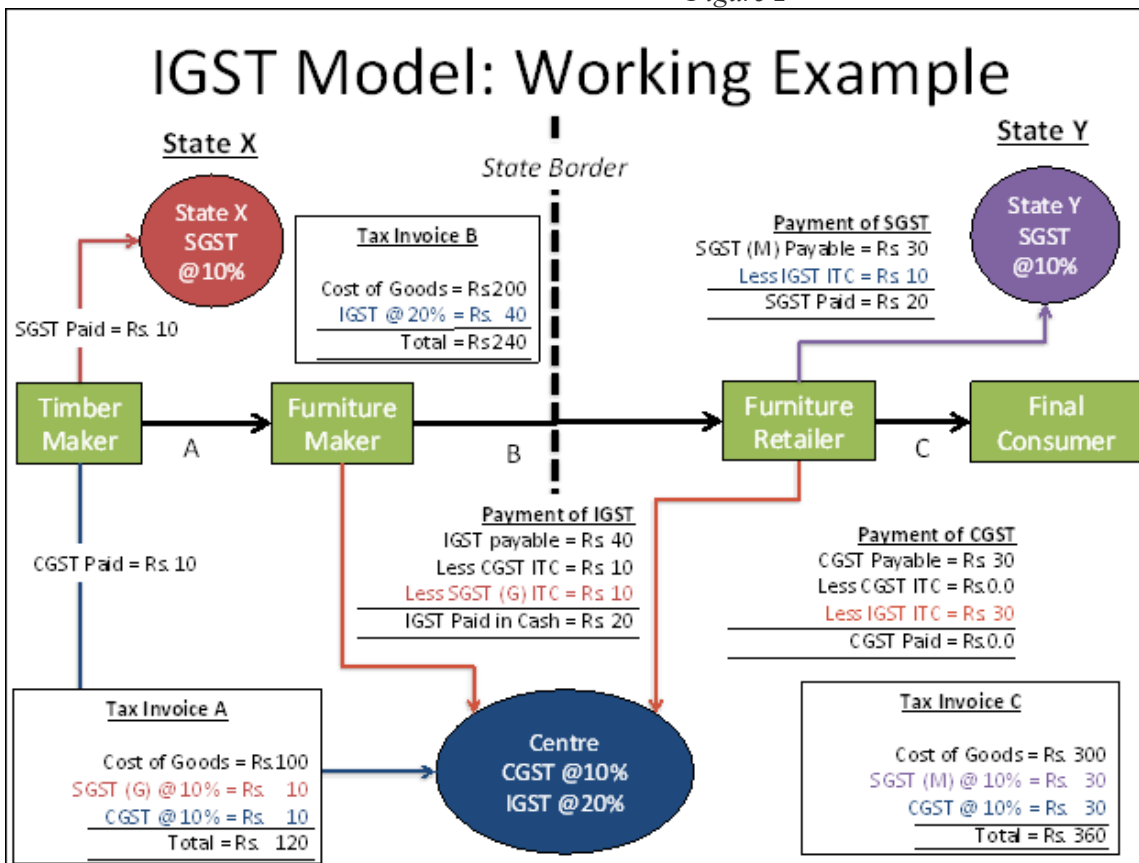 IGST Model: Working Example
State X
State Border
State Y
State X
SGST
@10%
Tax Invoice B
Cost of Goods = Rs.200
IGST @ 20% = Rs. 40
Total = Rs 240
Payment of SGST
SGST (M) Payable = Rs. 30
Less IGST ITC = Rs. 10
SGST Paid = Rs. 20
State Y
SGST
@10%
SGST Paid = Rs. 10
Timber
Maker
A
Furniture
Maker
B
Furniture
Retailer
C
Final
Consumer
CGST Paid = Rs. 10
Payment of IGST
IGST payable = Rs. 40
Less CGST ITC = Rs. 10
Less SGST (G) ITC = Rs. 10
IGST Paid in Cash = Rs. 20
Payment of CGST
CGST Payable = Rs. 30
Less CGST ITC = Rs.0.0
Less IGST ITC = Rs. 30
CGST Paid = Rs.0.0
Tax Invoice A
Cost of Goods = Rs.100
SGST (G) @ 10% = Rs. 10
CGST @ 10% = Rs. 10
Total = Rs. 120
Centre
CGST @10%
IGST @20%
Tax Invoice C
Cost of Goods = Rs. 300
SGST (M) @ 10% = Rs. 30
CGST @ 10% = Rs. 30
Total = Rs. 360